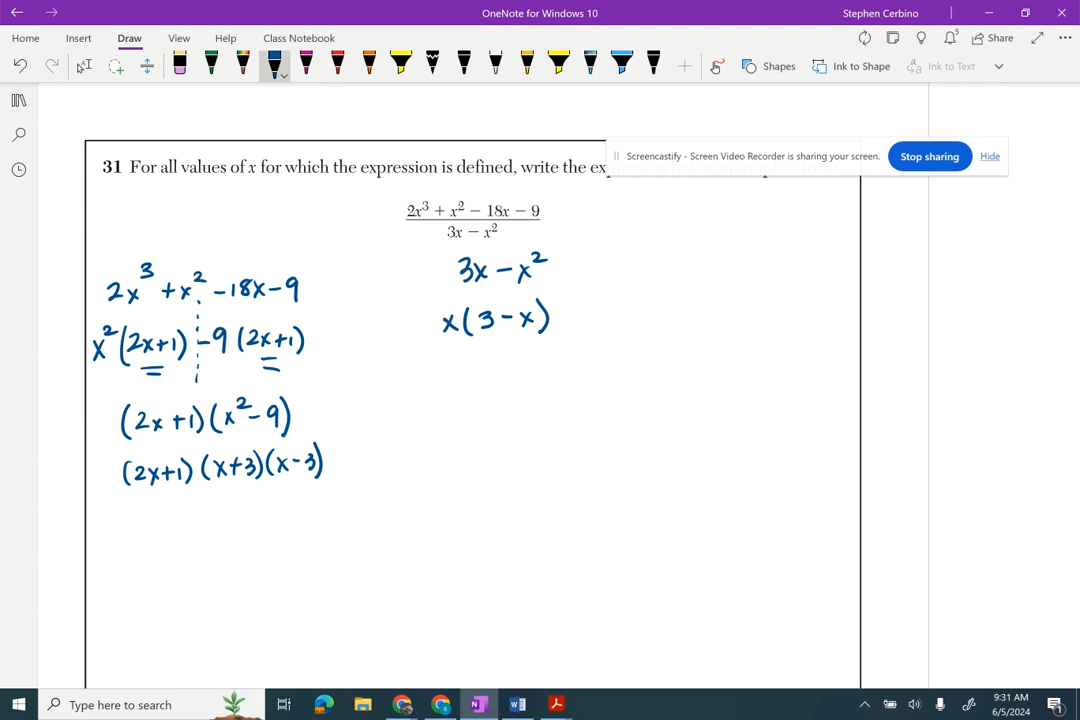 OneNote for Windows 10
Stephen Cerbino
Home Insert Draw View Help Class Notebook
Share
Shapes Ink to Shape Ink to Text
31 For all values of x for which the expression is defined, write the
Screencastify - Screen Video Recorder is sharing your screen. Stop sharing Hide
2x³ + x² − 18x − 9
3x − x²
2x³ + x² − 18x − 9
x²(2x+1) − 9(2x+1)
(2x+1)(x² − 9)
(2x+1)(x+3)(x−3)
3x − x²
x(3 − x)
Type here to search
9:31 AM
6/5/2024